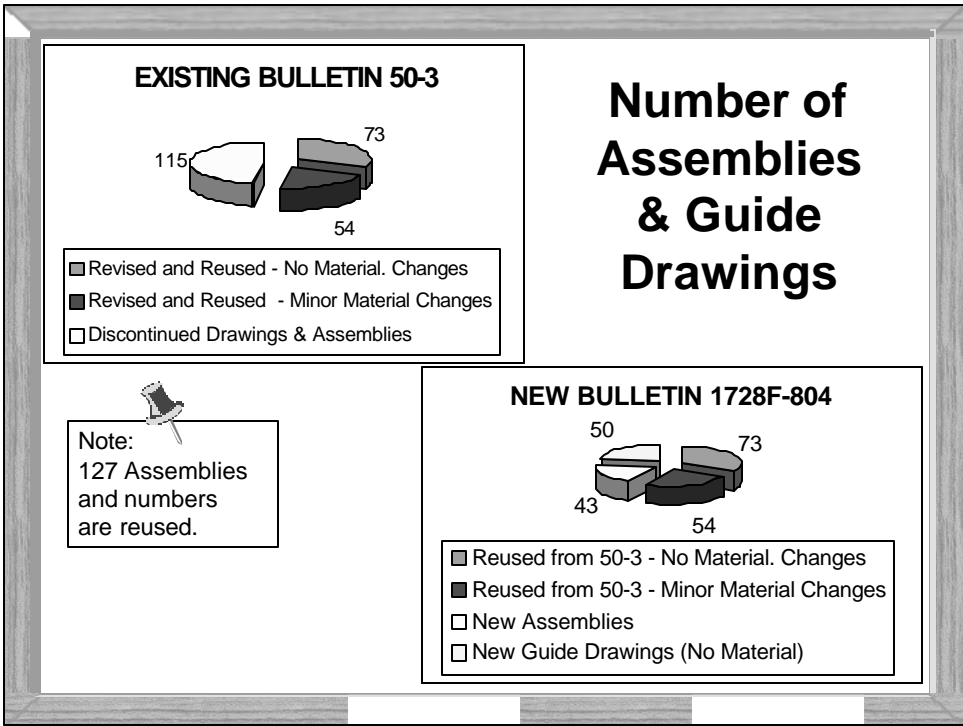 EXISTING BULLETIN 50-3
115
73
54
Revised and Reused - No Material. Changes
Revised and Reused - Minor Material Changes
Discontinued Drawings & Assemblies
Number of
Assemblies
& Guide
Drawings
Note:
127 Assemblies
and numbers
are reused.
NEW BULLETIN 1728F-804
50
73
43
54
Reused from 50-3 - No Material. Changes
Reused from 50-3 - Minor Material Changes
New Assemblies
New Guide Drawings (No Material)